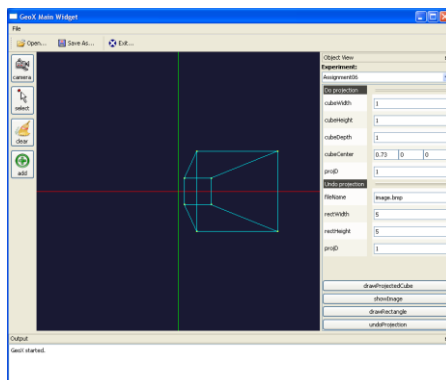 GeoX Main Widget
File
Open... Save As... Exit...
camera
select
clear
add
Object View
Experiment:
Assignment06
Do projection
cubeWidth 1
cubeHeight 1
cubeDepth 1
cubeCenter 0.73 0 0
projD 1
Undo projection
fileName image.bmp
rectWidth 5
rectHeight 5
projD 1
drawProjectedCube
showImage
drawRectangle
undoProjection
Output
GeoX started.